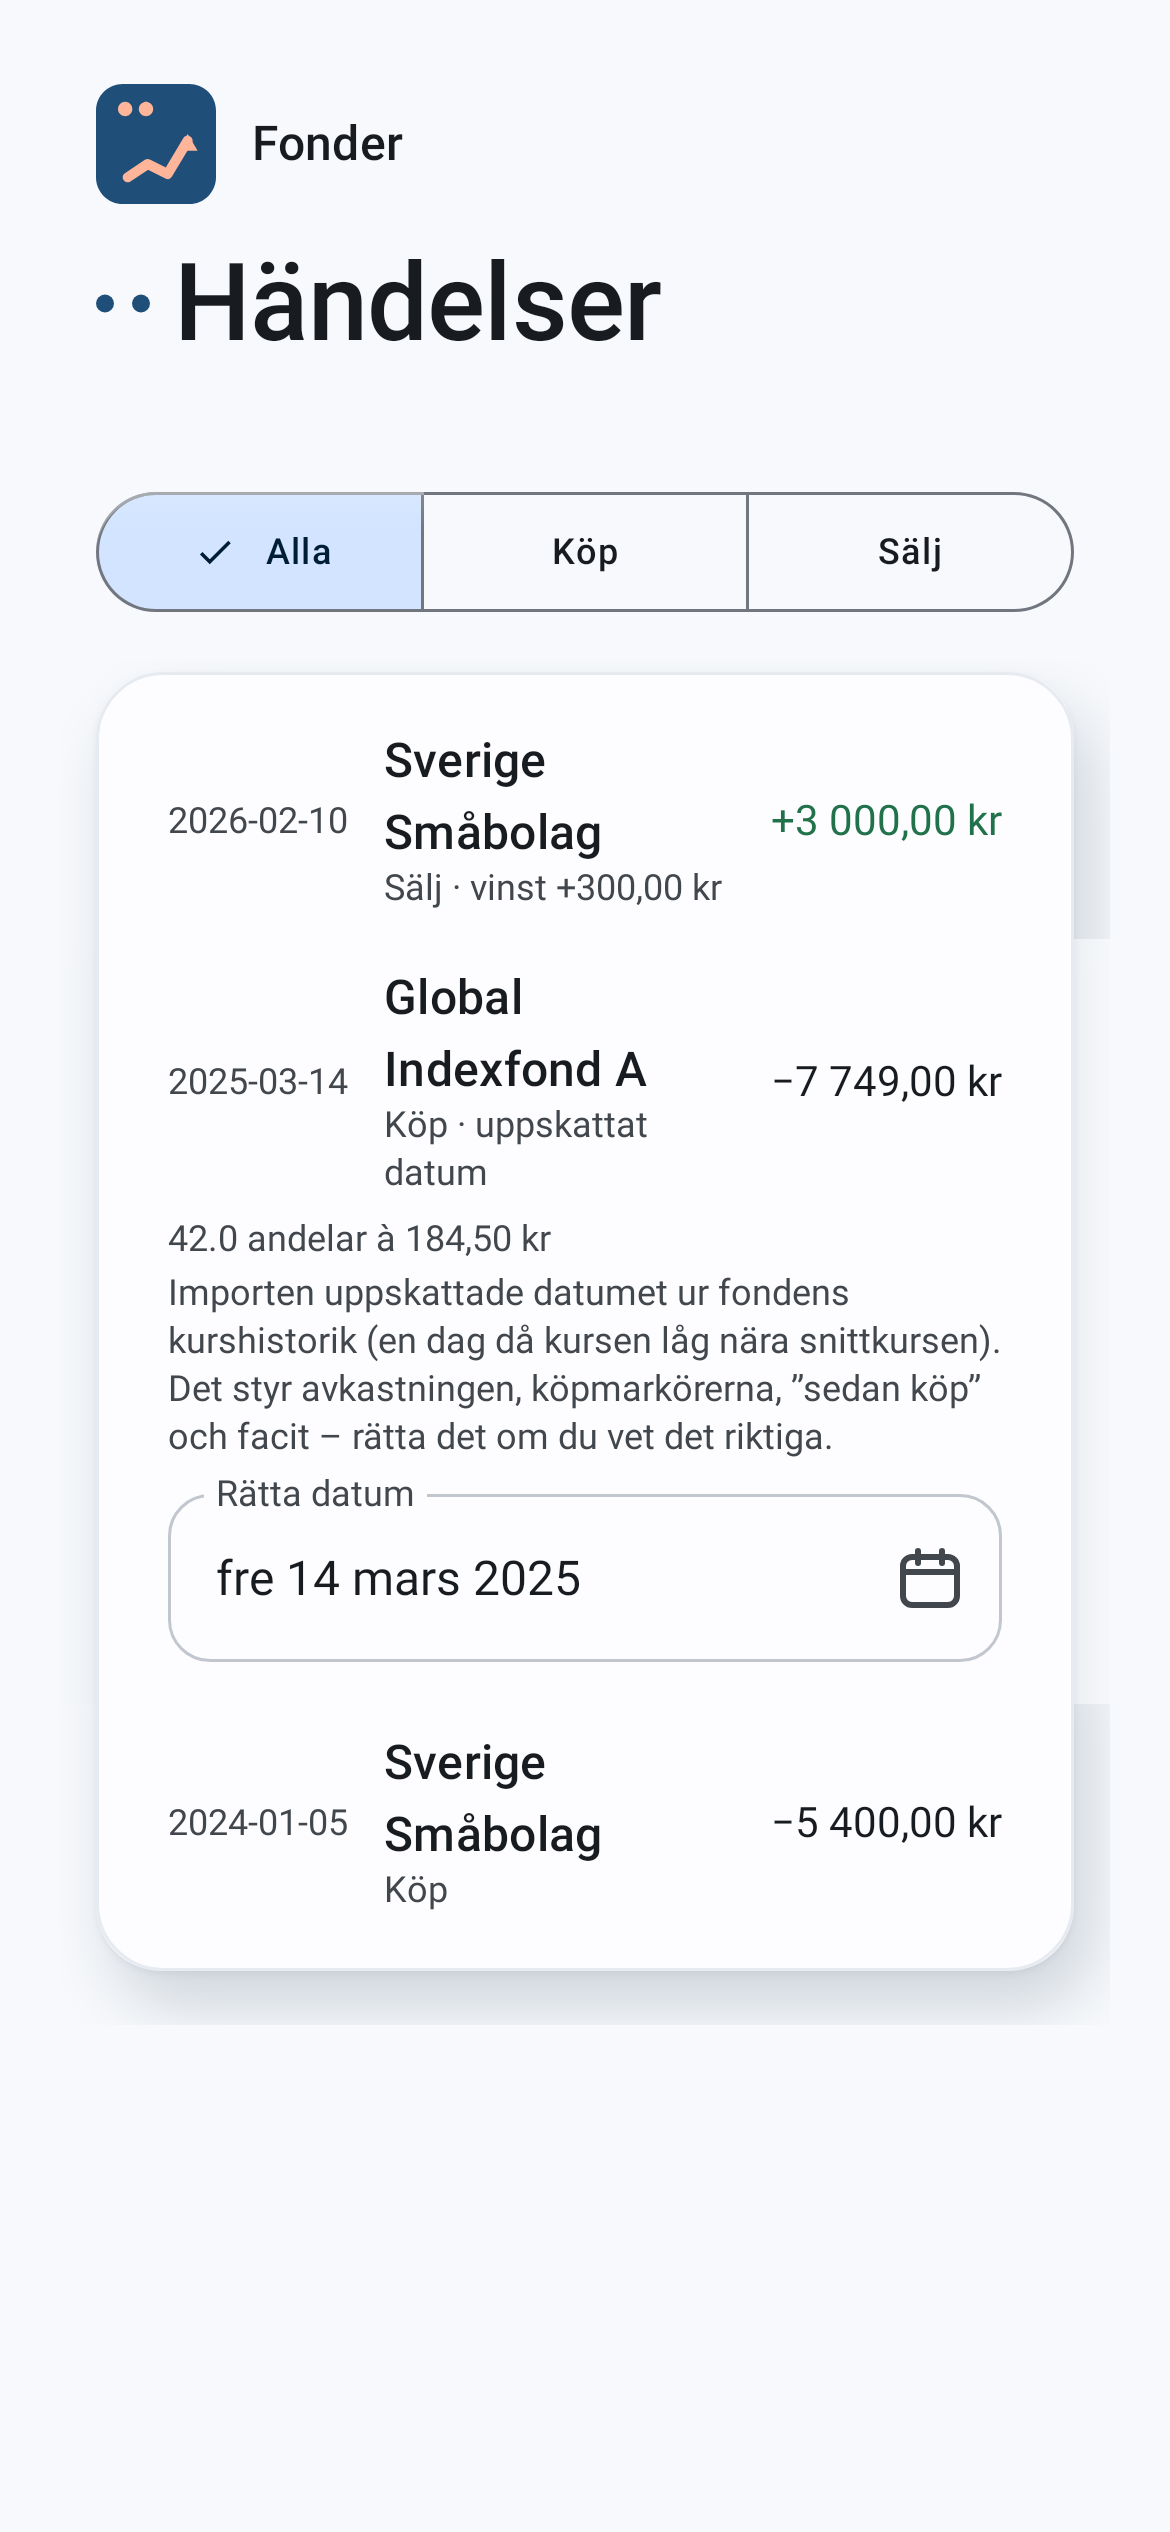 Fonder
Händelser
Alla
Köp
Sälj
2026-02-10
Sverige
Småbolag
Sälj · vinst +300,00 kr
+3 000,00 kr
2025-03-14
Global
Indexfond A
Köp · uppskattat
datum
−7 749,00 kr
42.0 andelar à 184,50 kr
Importen uppskattade datumet ur fondens
kurshistorik (en dag då kursen låg nära snittkursen).
Det styr avkastningen, köpmarkörerna, ”sedan köp”
och facit – rätta det om du vet det riktiga.
Rätta datum
fre 14 mars 2025
2024-01-05
Sverige
Småbolag
Köp
−5 400,00 kr